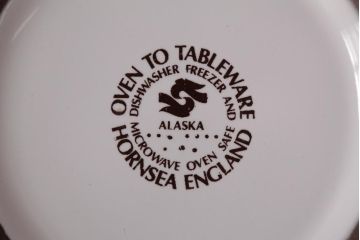 OVEN TO TABLEWARE
DISHWASHER FREEZER AND
ALASKA
MICROWAVE OVEN SAFE
HORNSEA ENGLAND